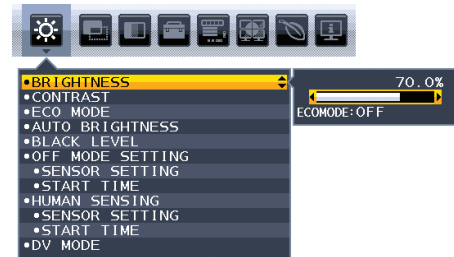 •BRIGHTNESS
•CONTRAST
•ECO MODE
•AUTO BRIGHTNESS
•BLACK LEVEL
•OFF MODE SETTING
•SENSOR SETTING
•START TIME
•HUMAN SENSING
•SENSOR SETTING
•START TIME
•DV MODE
70.0%
ECOMODE:OFF